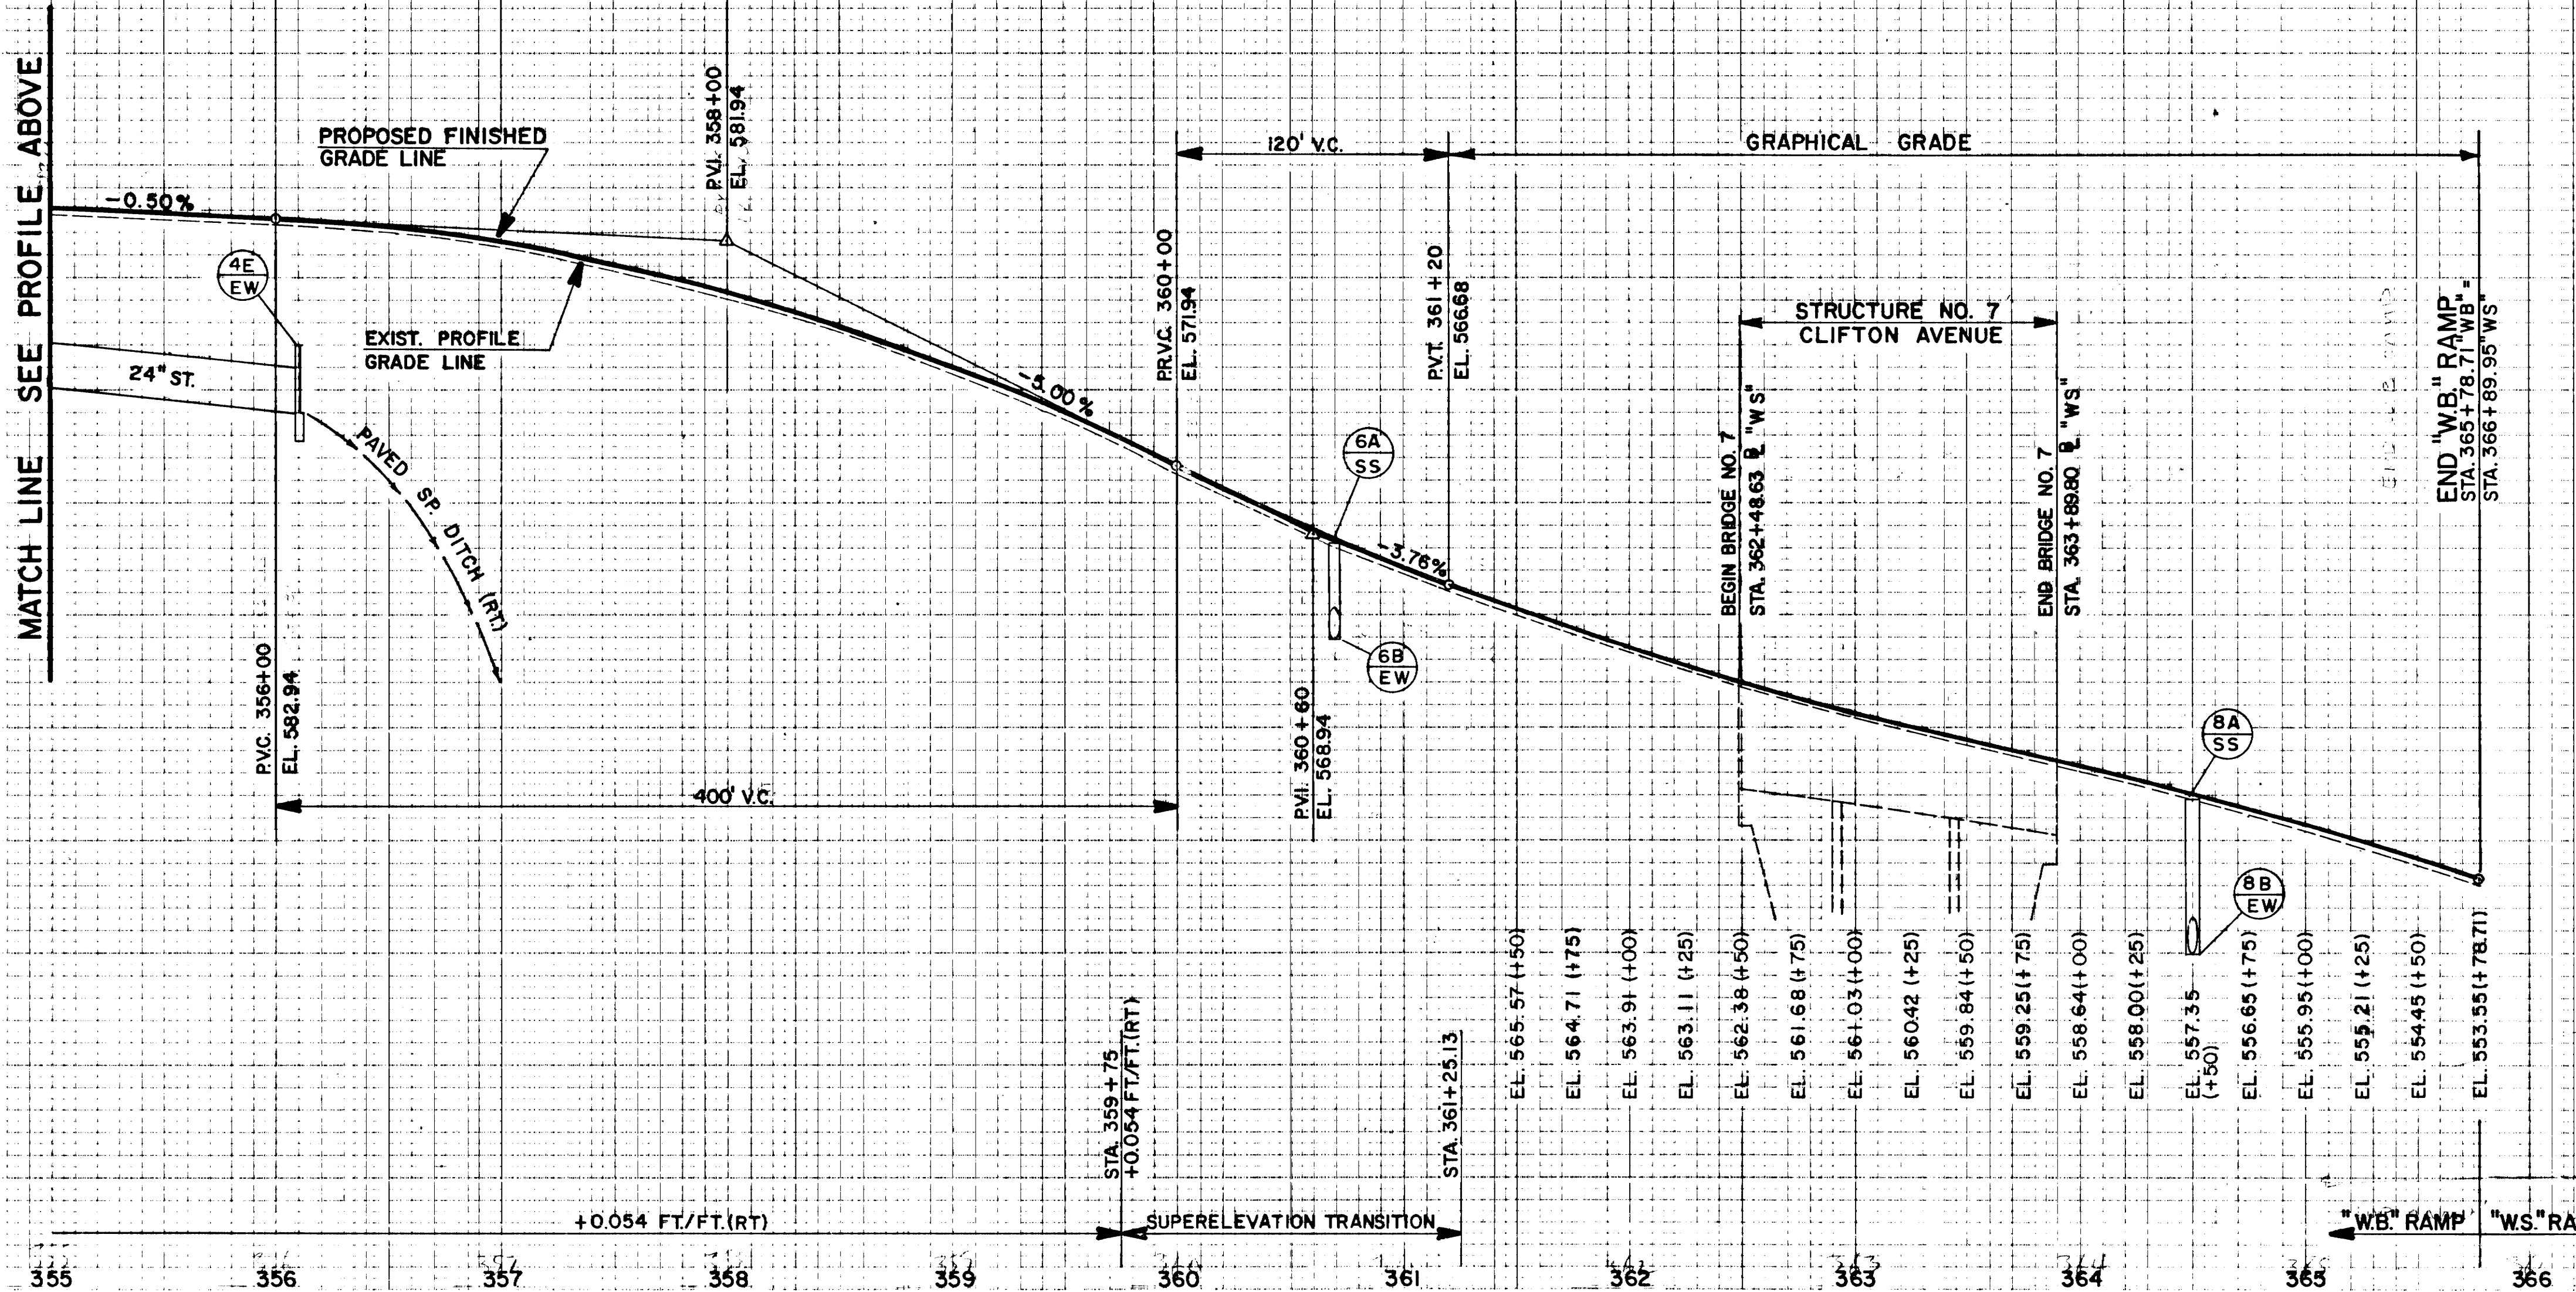 MATCH LINE SEE PROFILE ABOVE
-0.50%
PROPOSED FINISHED
GRADE LINE
EXIST. PROFILE
GRADE LINE
4E
EW
24" ST.
PAVED SP. DITCH (RT.)
P.V.C. 356+00
EL. 582.94
400' V.C.
P.V.I. 358+00
EL. 581.94
-5.00%
P.R.V.C. 360+00
EL. 571.94
120' V.C.
P.V.I. 360+60
EL. 568.94
6A
SS
6B
EW
-3.76%
P.V.T. 361+20
EL. 566.68
GRAPHICAL GRADE
STRUCTURE NO. 7
CLIFTON AVENUE
BEGIN BRIDGE NO. 7
STA. 362+48.63 B "WS"
END BRIDGE NO. 7
STA. 363+89.80 B "WS"
8A
SS
8B
EW
END "W.B." RAMP
STA. 365+78.71 "WB" =
STA. 366+89.95 "WS"
EL. 565.57 (+50)
EL. 564.71 (+75)
EL. 563.91 (+00)
EL. 563.11 (+25)
EL. 562.38 (+50)
EL. 561.68 (+75)
EL. 561.03 (+00)
EL. 560.42 (+25)
EL. 559.84 (+50)
EL. 559.25 (+75)
EL. 558.64 (+00)
EL. 558.00 (+25)
EL. 557.35
(+50)
EL. 556.65 (+75)
EL. 555.95 (+00)
EL. 555.21 (+25)
EL. 554.45 (+50)
EL. 553.55 (+78.71)
STA. 359+75
+0.054 FT./FT.(RT)
STA. 361+25.13
+0.054 FT./FT.(RT)
SUPERELEVATION TRANSITION
"W.B." RAMP
"W.S." RA
355 356 357 358 359 360 361 362 363 364 365 366